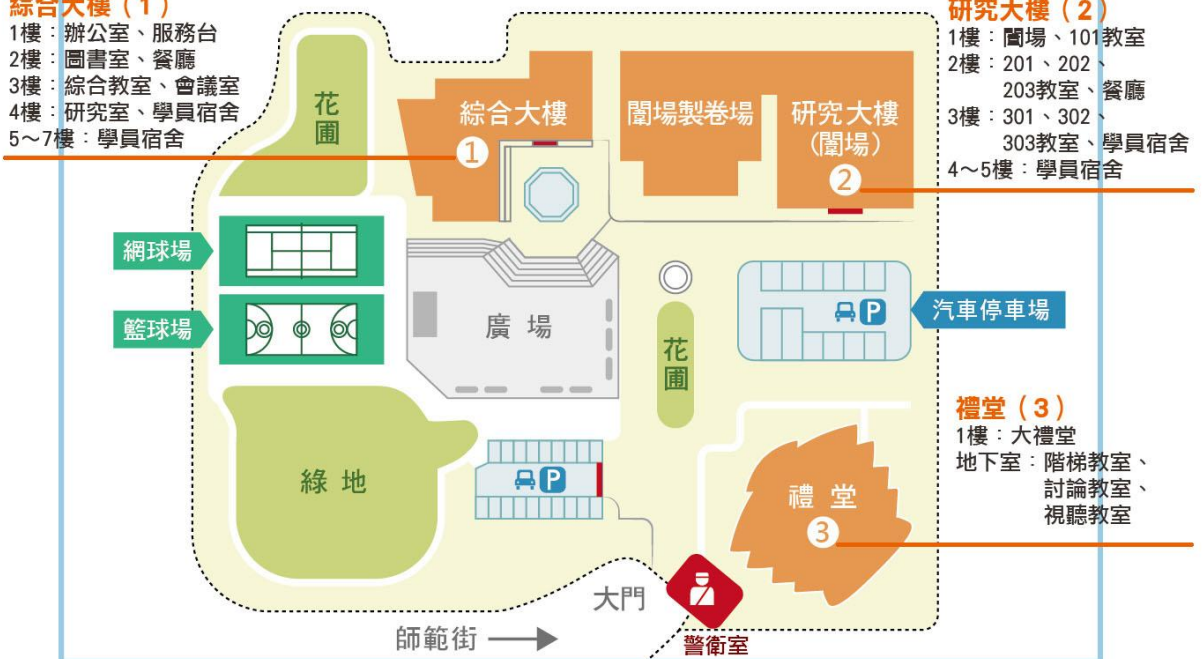 綜合大樓（1）
1樓：辦公室、服務台
2樓：圖書室、餐廳
3樓：綜合教室、會議室
4樓：研究室、學員宿舍
5～7樓：學員宿舍
研究大樓（2）
1樓：闈場、101教室
2樓：201、202、
203教室、餐廳
3樓：301、302、
303教室、學員宿舍
4～5樓：學員宿舍
花
圃
綜合大樓
1
闈場製卷場
研究大樓
（闈場）
2
網球場
籃球場
廣場
花
圃
P
汽車停車場
禮堂（3）
1樓：大禮堂
地下室：階梯教室、
討論教室、
視聽教室
綠地
P
禮堂
3
大門
師範街
警衛室